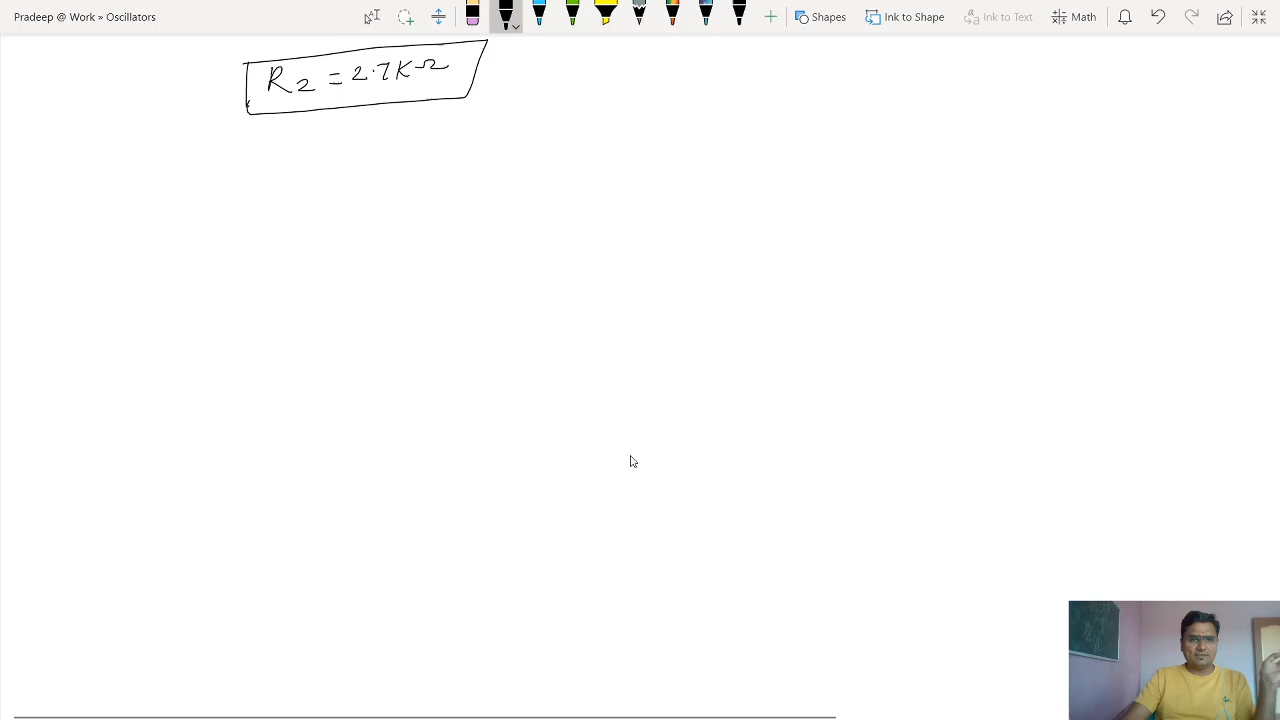 Pradeep @ Work » Oscillators
Shapes
Ink to Shape
Ink to Text
Math
R2 = 2.7KΩ